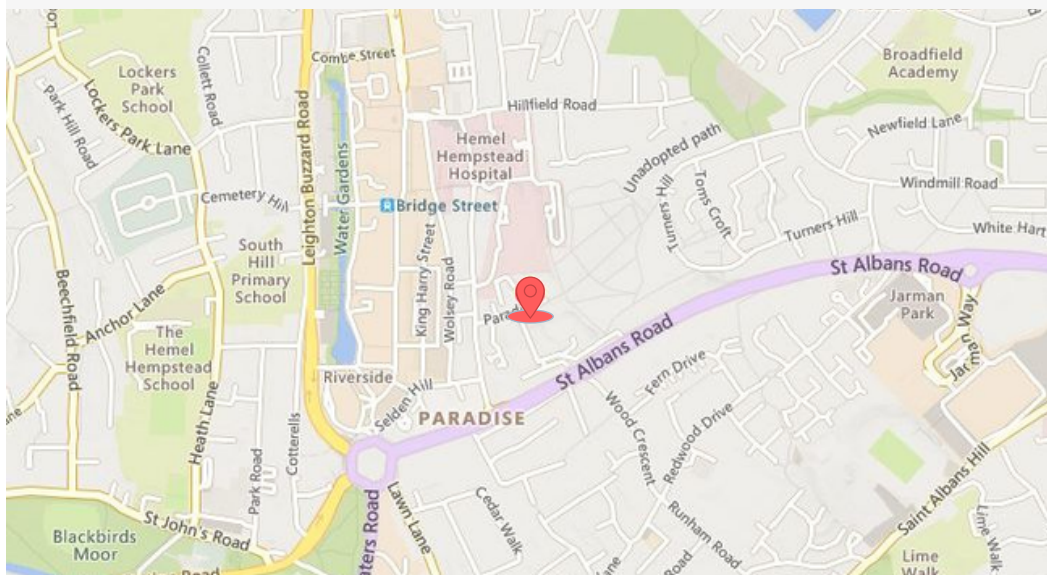 Combe Street
Lockers
Park
School
Collett Road
Park Hill Road
Lockers Park Lane
Leighton Buzzard Road
Water Gardens
Hillfield Road
Hemel
Hempstead
Hospital
Broadfield
Academy
Newfield Lane
Unadopted path
Windmill Road
Turners Hill
Toms Croft
Turners Hill
White Hart
Cemetery Hill
Bridge Street
King Harry Street
Wolsey Road
South
Hill
Primary
School
St Albans Road
Jarman
Park
Anchor Lane
Beechfield Road
The
Hemel
Hempstead
School
Heath Lane
Riverside
Selden Hill
PARADISE
St Albans Road
Fern Drive
Wood Crescent
Redwood Drive
Cotterells
Park Road
St John's Road
Blackbirds
Moor
Lawn Lane
Cedar Walk
Runham Road
Road
Saint Albans Hill
Lime Walk
Lime
Walk
Road